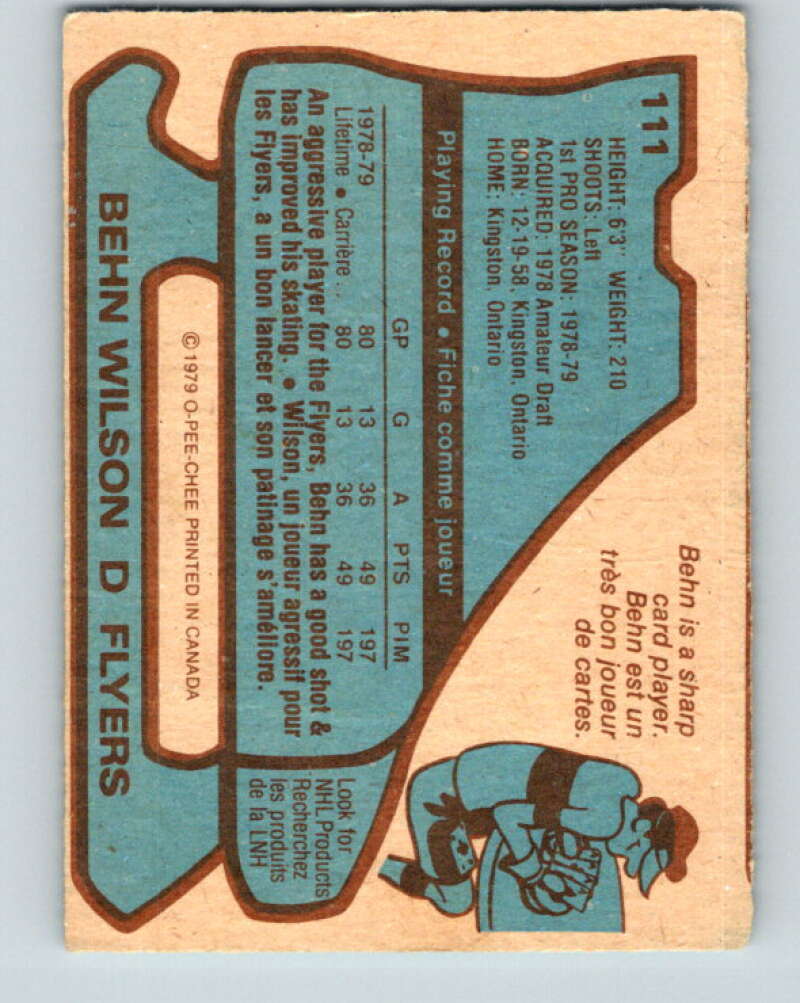 111
HEIGHT: 6'3" WEIGHT: 210
SHOOTS: Left
1st PRO SEASON: 1978-79
ACQUIRED: 1978 Amateur Draft
BORN: 12-19-58, Kingston, Ontario
HOME: Kingston, Ontario
Behn is a sharp
card player.
Behn est un
très bon joueur
de cartes.
Playing Record • Fiche comme joueur
GP G A PTS PIM
1978-79 80 13 36 49 197
Lifetime • Carrière .. 80 13 36 49 197
An aggressive player for the Flyers, Behn has a good shot &
has improved his skating. • Wilson, un joueur agressif pour
les Flyers, a un bon lancer et son patinage s'améliore.
Look for
NHL Products
Recherchez
les produits
de la LNH
© 1979 O-PEE-CHEE PRINTED IN CANADA
BEHN WILSON D FLYERS